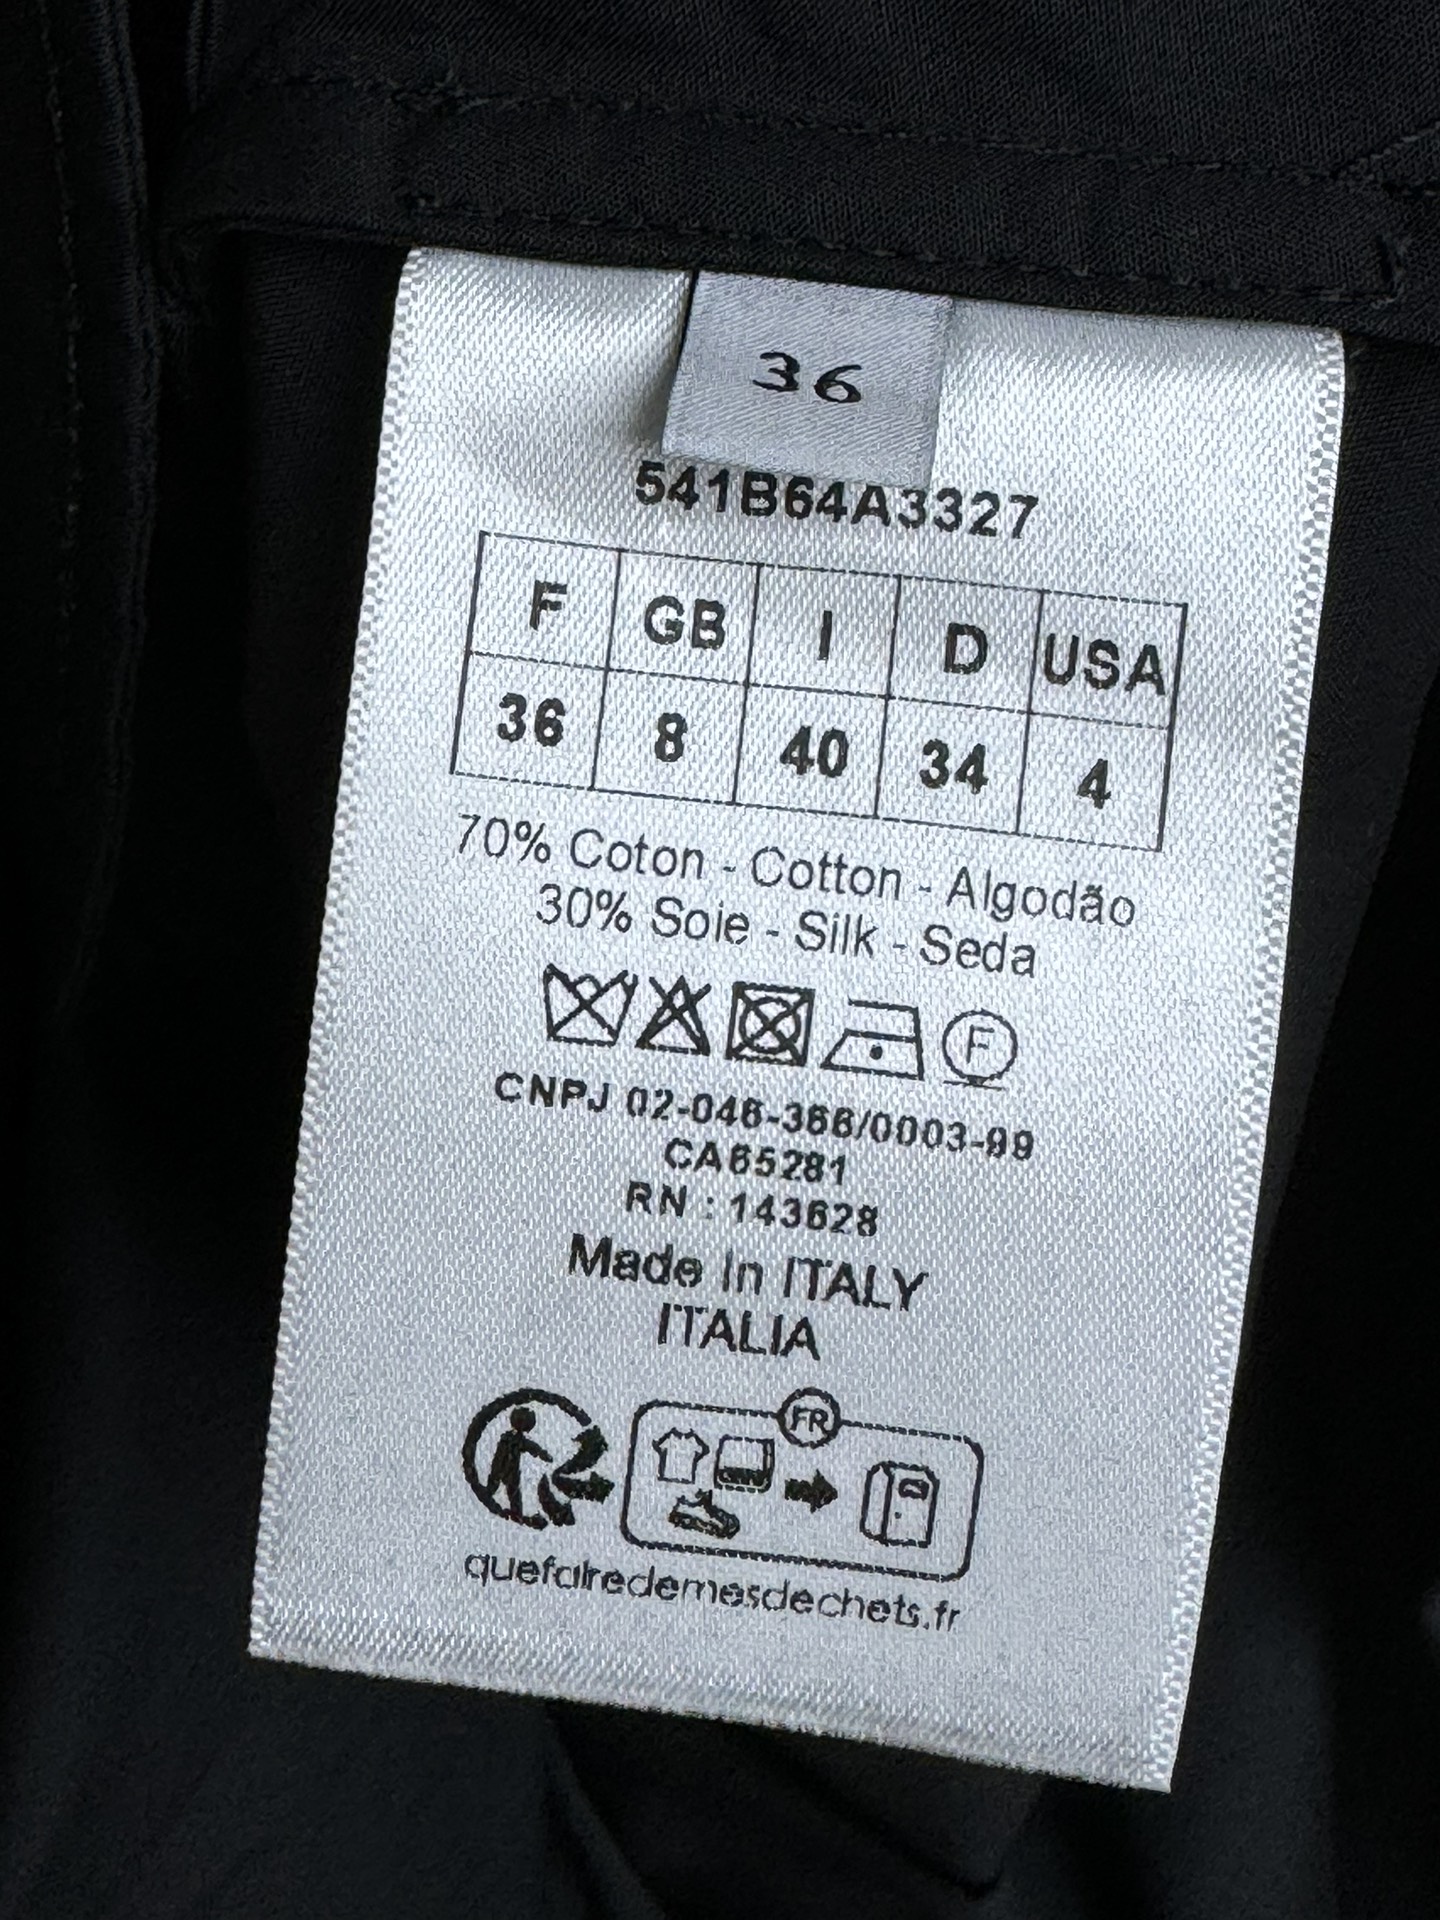 36
541B64A3327
F GB I D USA
36 8 40 34 4
70% Coton - Cotton - Algodão
30% Soie - Silk - Seda
F
CNPJ 02-046-366/0003-99
CA65281
RN : 143628
Made In ITALY
ITALIA
FR
quefairedemesdechets.fr